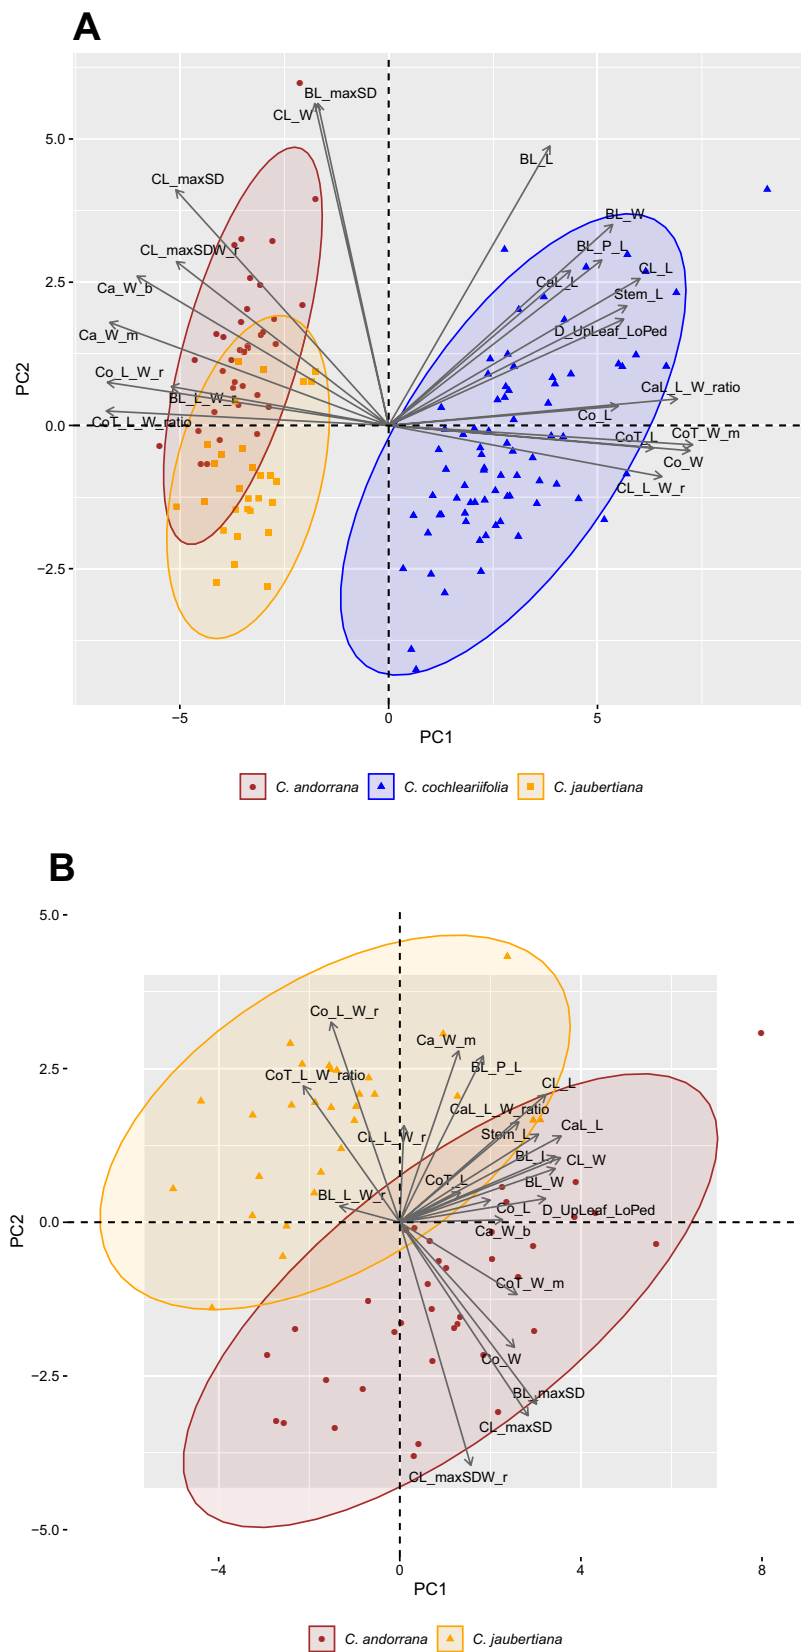 A
BL_maxSD
CL_W
5.0
BL_L
CL_maxSD
BL_W
CL_maxSDW_r
BL_P_L
CL_L
2.5
Ca_W_b
CaL_L
Stem_L
Ca_W_m
D_UpLeaf_LoPed
PC2
Co_L_W_r
CaL_L_W_ratio
BL_L_W_r
Co_L
CoT_L_W_ratio
0.0
CoT_L
CoT_W_m
Co_W
CL_L_W_r
−2.5
−5
0
5
PC1
C. andorrana
C. cochleariifolia
C. jaubertiana
B
5.0
Co_L_W_r
Ca_W_m
2.5
BL_P_L
CoT_L_W_ratio
CL_L
CaL_L_W_ratio
CL_L_W_r
Stem_L
CaL_L
BL_L
CL_W
BL_L_W_r
CoT_L
BL_W
Co_L
D_UpLeaf_LoPed
PC2
0.0
Ca_W_b
CoT_W_m
Co_W
−2.5
BL_maxSD
CL_maxSD
CL_maxSDW_r
−5.0
−4
0
4
8
PC1
C. andorrana
C. jaubertiana